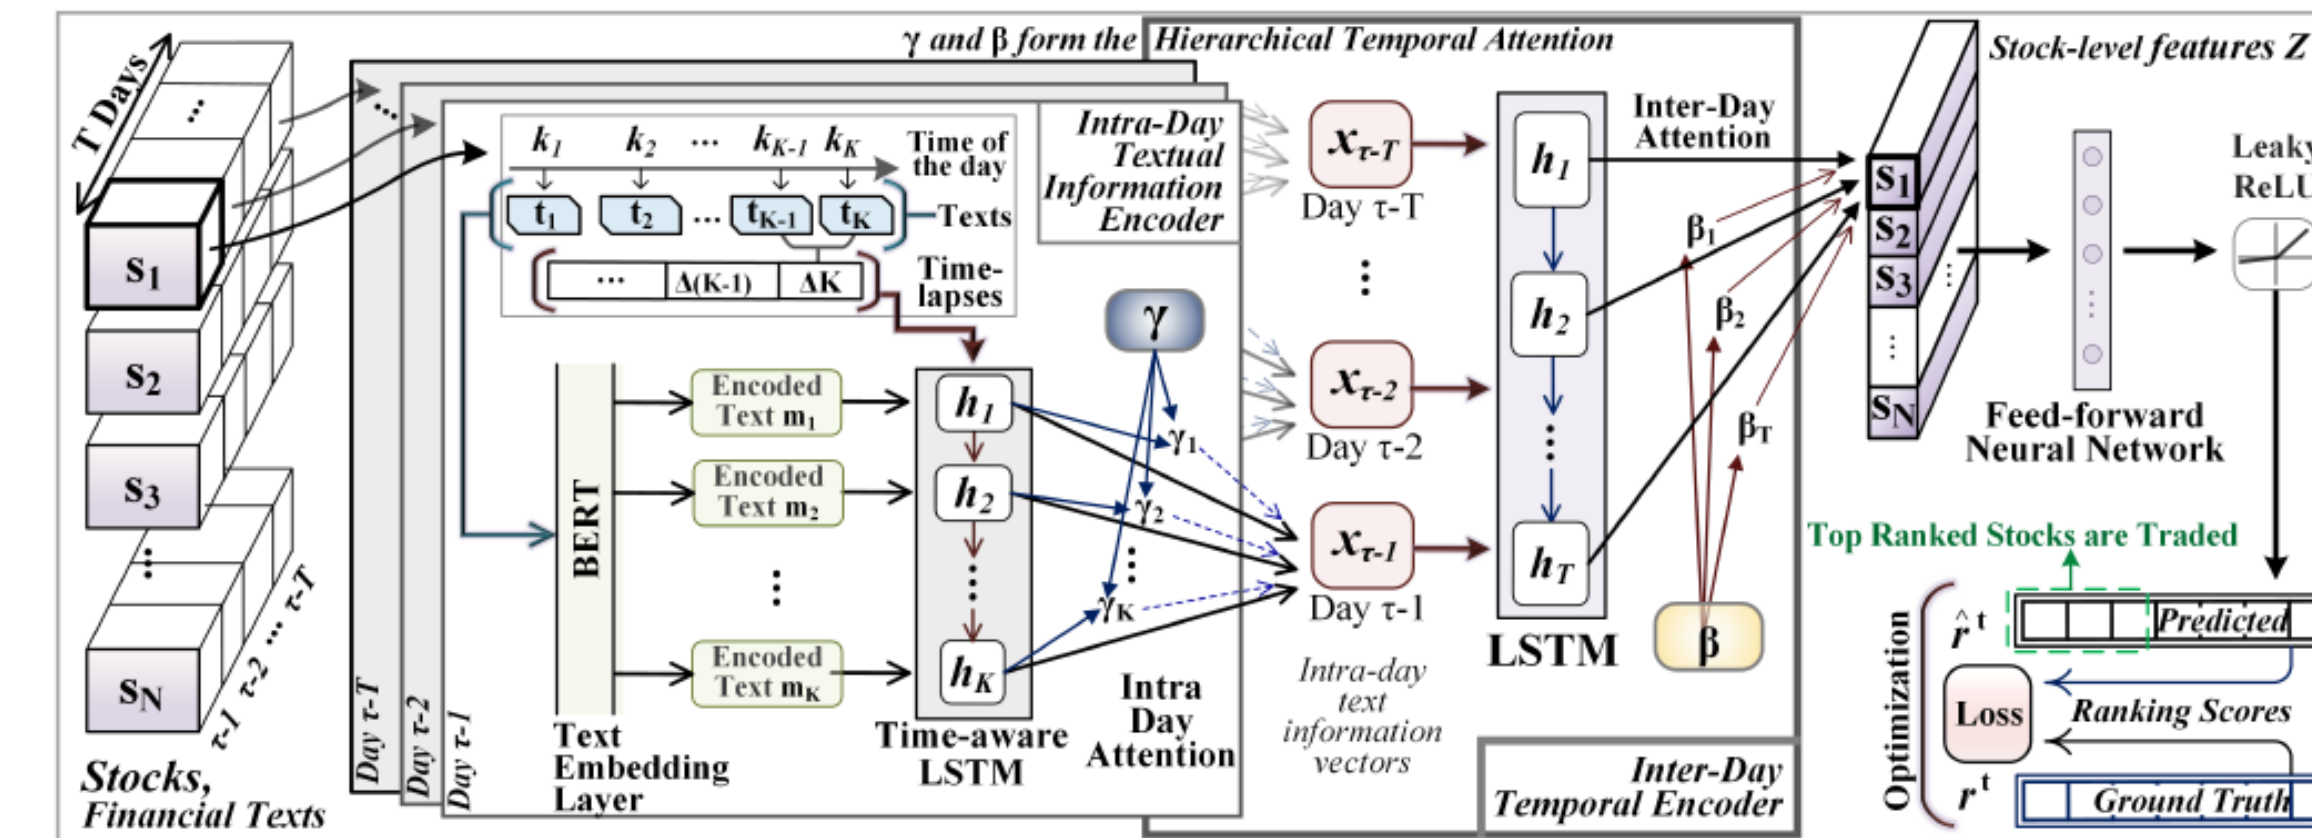 γ and β form the Hierarchical Temporal Attention
Stock-level features Z
T Days
...
s1
s2
s3
...
sN
τ-1 τ-2 ... τ-T
Stocks,
Financial Texts
Day τ-T
Day τ-2
Day τ-1
k1 k2 ... kK-1 kK
Time of
the day
t1 t2 ... tK-1 tK
Texts
... Δ(K-1) ΔK
Time-
lapses
Intra-Day
Textual
Information
Encoder
BERT
Text
Embedding
Layer
Encoded
Text m1
Encoded
Text m2
...
Encoded
Text mK
h1
h2
...
hK
Time-aware
LSTM
γ
γ1
γ2
...
γK
Intra
Day
Attention
xτ-T
Day τ-T
...
xτ-2
Day τ-2
xτ-1
Day τ-1
Intra-day
text
information
vectors
h1
h2
...
hT
LSTM
Inter-Day
Attention
β1
β2
βT
β
Inter-Day
Temporal Encoder
s1
s2
s3
...
sN
...
Feed-forward
Neural Network
Leaky
ReLU
Top Ranked Stocks are Traded
Optimization
r̂ t
Predicted
Loss
Ranking Scores
r t
Ground Truth